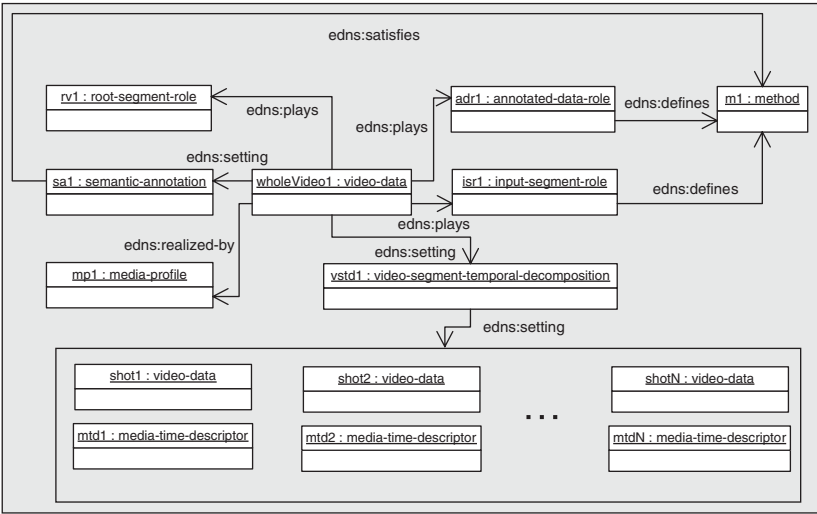 edns:satisfies
rv1 : root-segment-role
adr1 : annotated-data-role
m1 : method
edns:plays
edns:plays
edns:defines
edns:setting
sa1 : semantic-annotation
wholeVideo1 : video-data
isr1 : input-segment-role
edns:defines
edns:plays
edns:realized-by
edns:setting
mp1 : media-profile
vstd1 : video-segment-temporal-decomposition
edns:setting
shot1 : video-data
shot2 : video-data
shotN : video-data
...
mtd1 : media-time-descriptor
mtd2 : media-time-descriptor
mtdN : media-time-descriptor